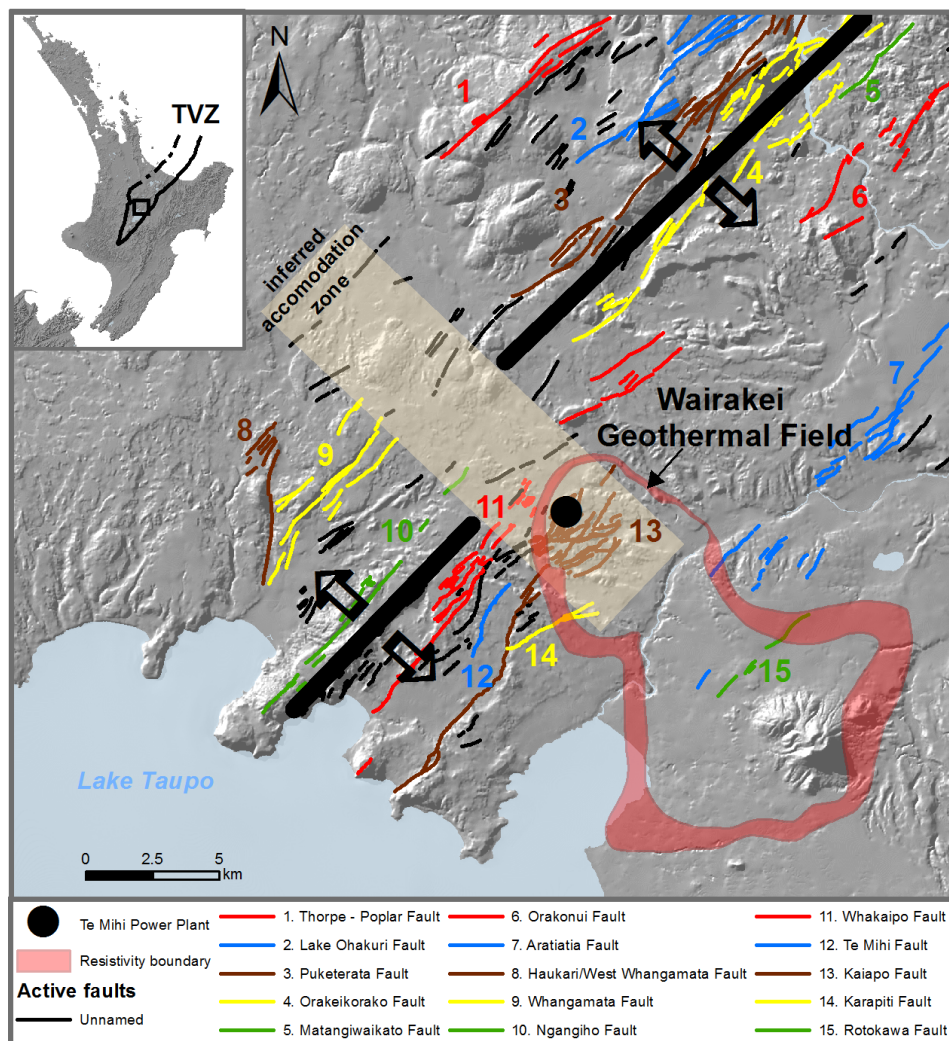 TVZ
N
1
2
3
4
5
6
7
8
9
10
11
12
13
14
15
inferred
accomodation
zone
Wairakei
Geothermal Field
Lake Taupo
0 2.5 5
km
Te Mihi Power Plant
Resistivity boundary
Active faults
Unnamed
1. Thorpe - Poplar Fault
2. Lake Ohakuri Fault
3. Puketerata Fault
4. Orakeikorako Fault
5. Matangiwaikato Fault
6. Orakonui Fault
7. Aratiatia Fault
8. Haukari/West Whangamata Fault
9. Whangamata Fault
10. Ngangiho Fault
11. Whakaipo Fault
12. Te Mihi Fault
13. Kaiapo Fault
14. Karapiti Fault
15. Rotokawa Fault